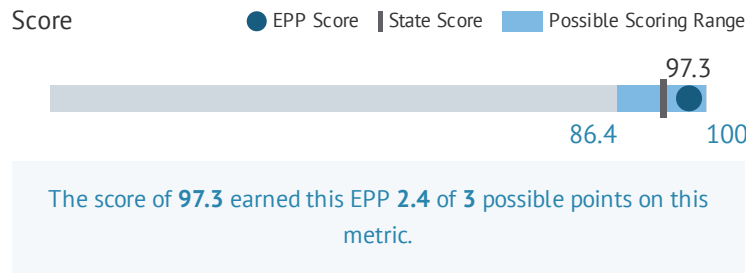 Score EPP Score State Score Possible Scoring Range
97.3
86.4 100
The score of 97.3 earned this EPP 2.4 of 3 possible points on this
metric.